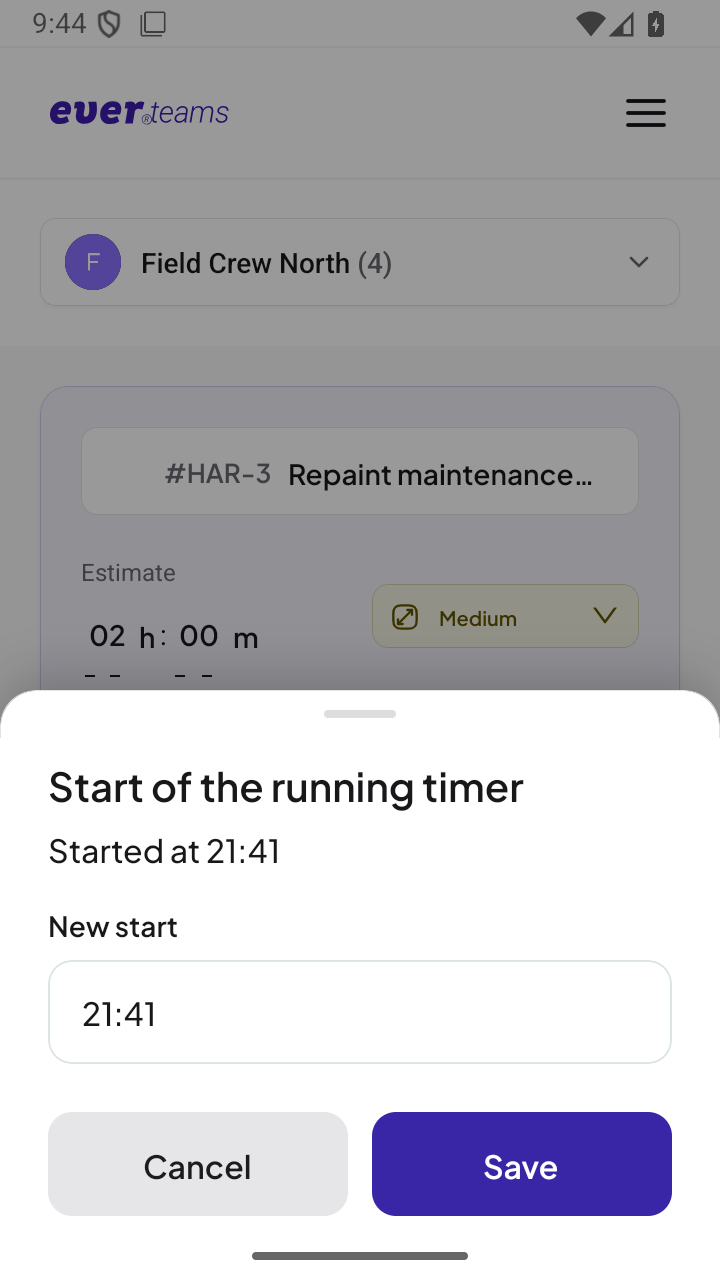 9:44
ever®teams
F Field Crew North (4)
#HAR-3 Repaint maintenance...
Estimate
02 h : 00 m
Medium
Start of the running timer
Started at 21:41
New start
21:41
Cancel Save